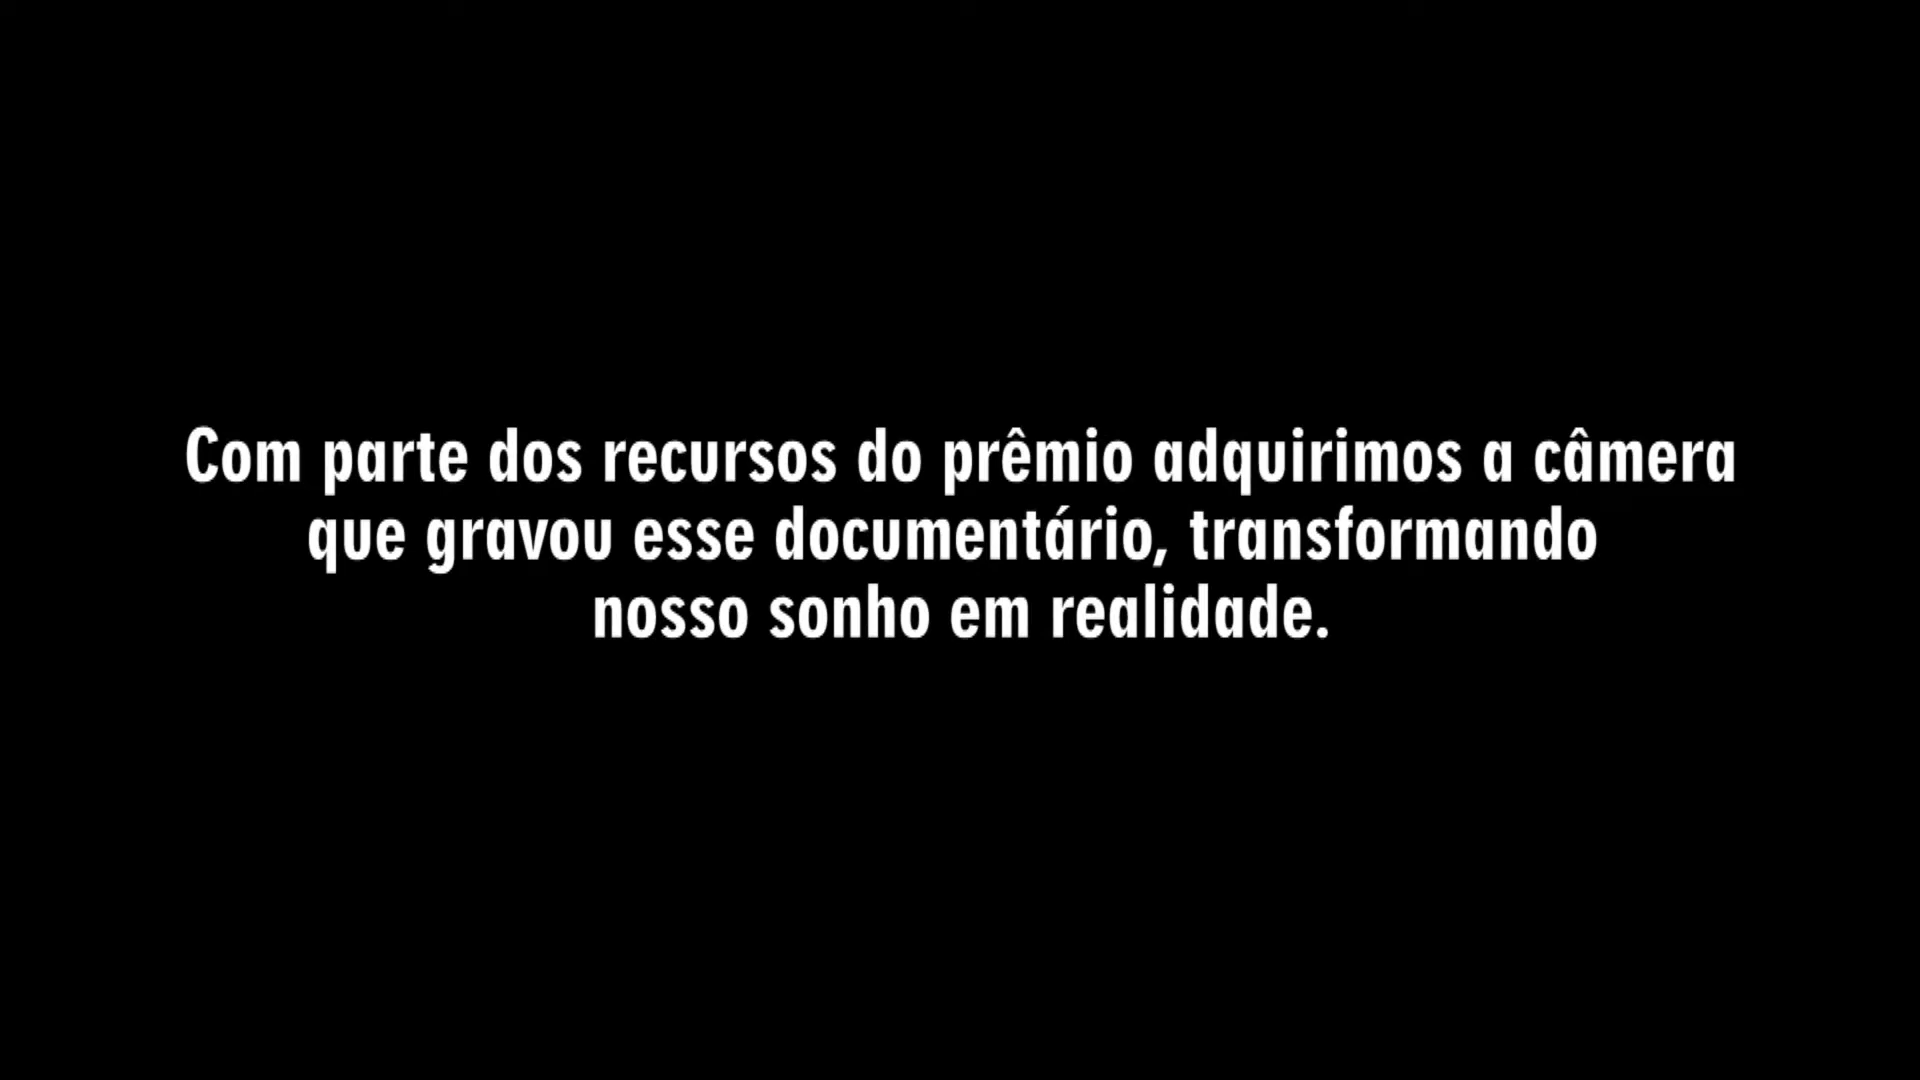 Com parte dos recursos do prêmio adquirimos a câmera
que gravou esse documentário, transformando
nosso sonho em realidade.